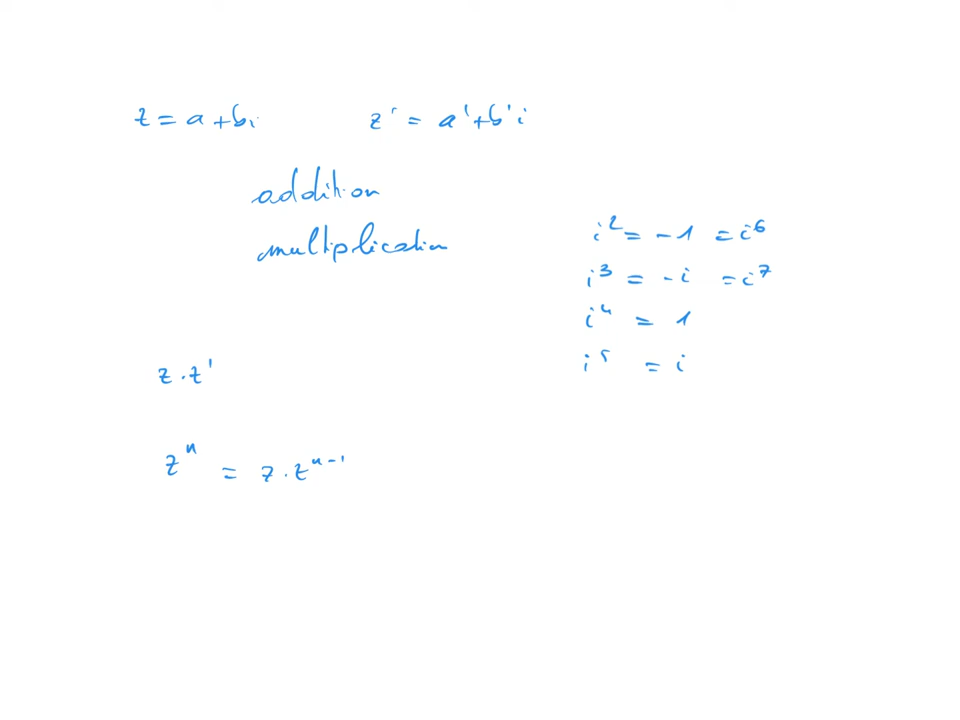 z = a + bi    z' = a' + b'i
addition
multiplication
i² = -1 = i⁶
i³ = -i = i⁷
i⁴ = 1
i⁵ = i
z · z'
zⁿ = z · zⁿ⁻¹